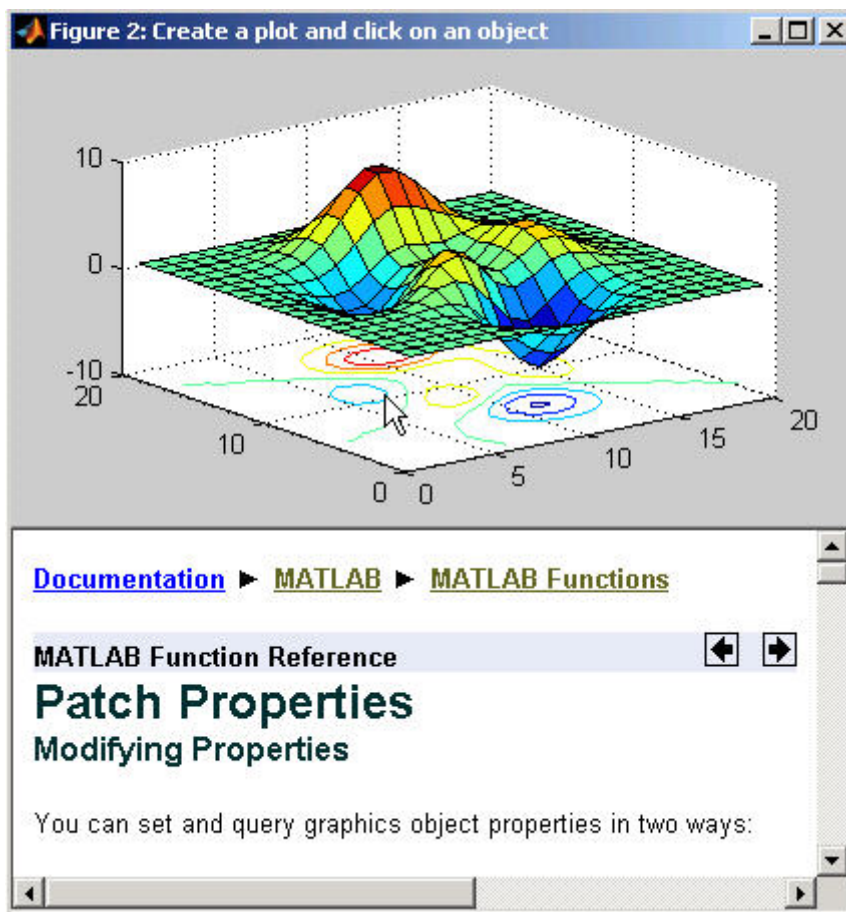 Figure 2: Create a plot and click on an object
10
0
-10
20
10
0
0
5
10
15
20
Documentation ► MATLAB ► MATLAB Functions
MATLAB Function Reference
Patch Properties
Modifying Properties
You can set and query graphics object properties in two ways: